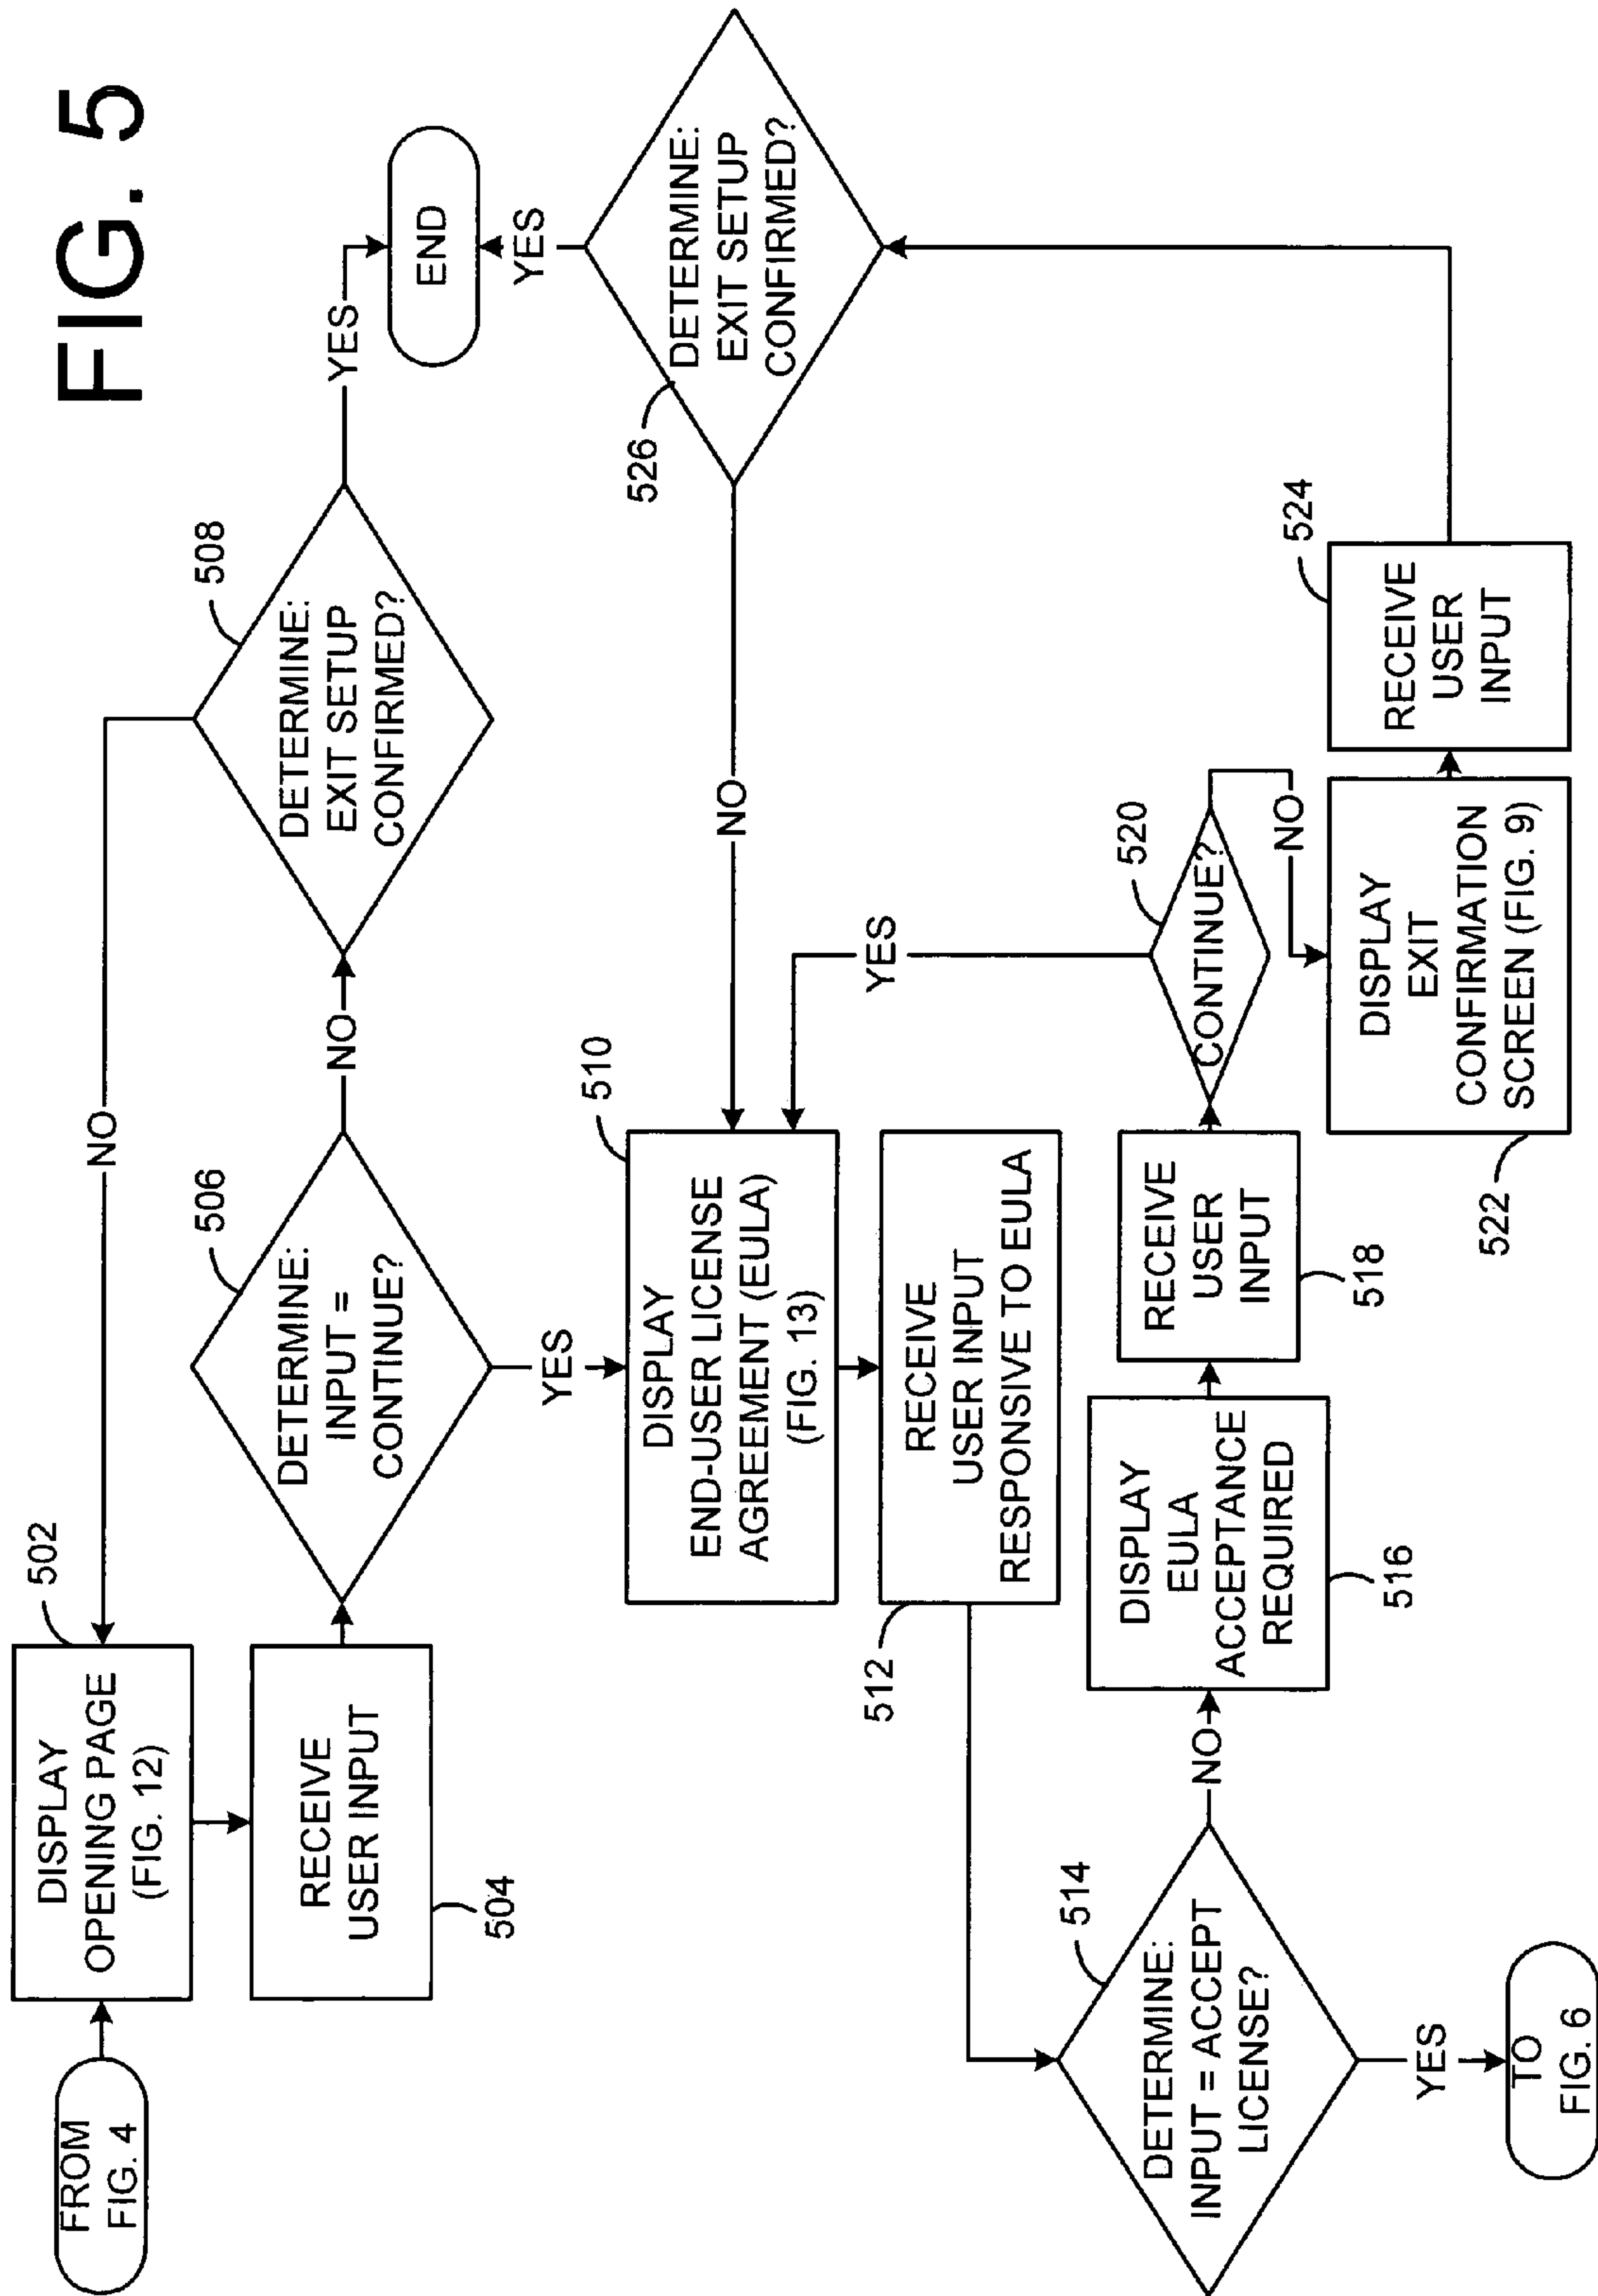 FIG. 5
FROM
FIG. 4
502
DISPLAY
OPENING PAGE
(FIG. 12)
NO
RECEIVE
USER INPUT
504
506
DETERMINE:
INPUT =
CONTINUE?
NO
YES
508
DETERMINE:
EXIT SETUP
CONFIRMED?
YES
END
YES
510
DISPLAY
END-USER LICENSE
AGREEMENT (EULA)
(FIG. 13)
RECEIVE
USER INPUT
RESPONSIVE TO EULA
512
514
DETERMINE:
INPUT = ACCEPT
LICENSE?
YES
TO
FIG. 6
NO
DISPLAY
EULA
ACCEPTANCE
REQUIRED
516
RECEIVE
USER
INPUT
518
520
CONTINUE?
YES
NO
DISPLAY
EXIT
CONFIRMATION
SCREEN (FIG. 9)
522
524
RECEIVE
USER
INPUT
526
DETERMINE:
EXIT SETUP
CONFIRMED?
NO